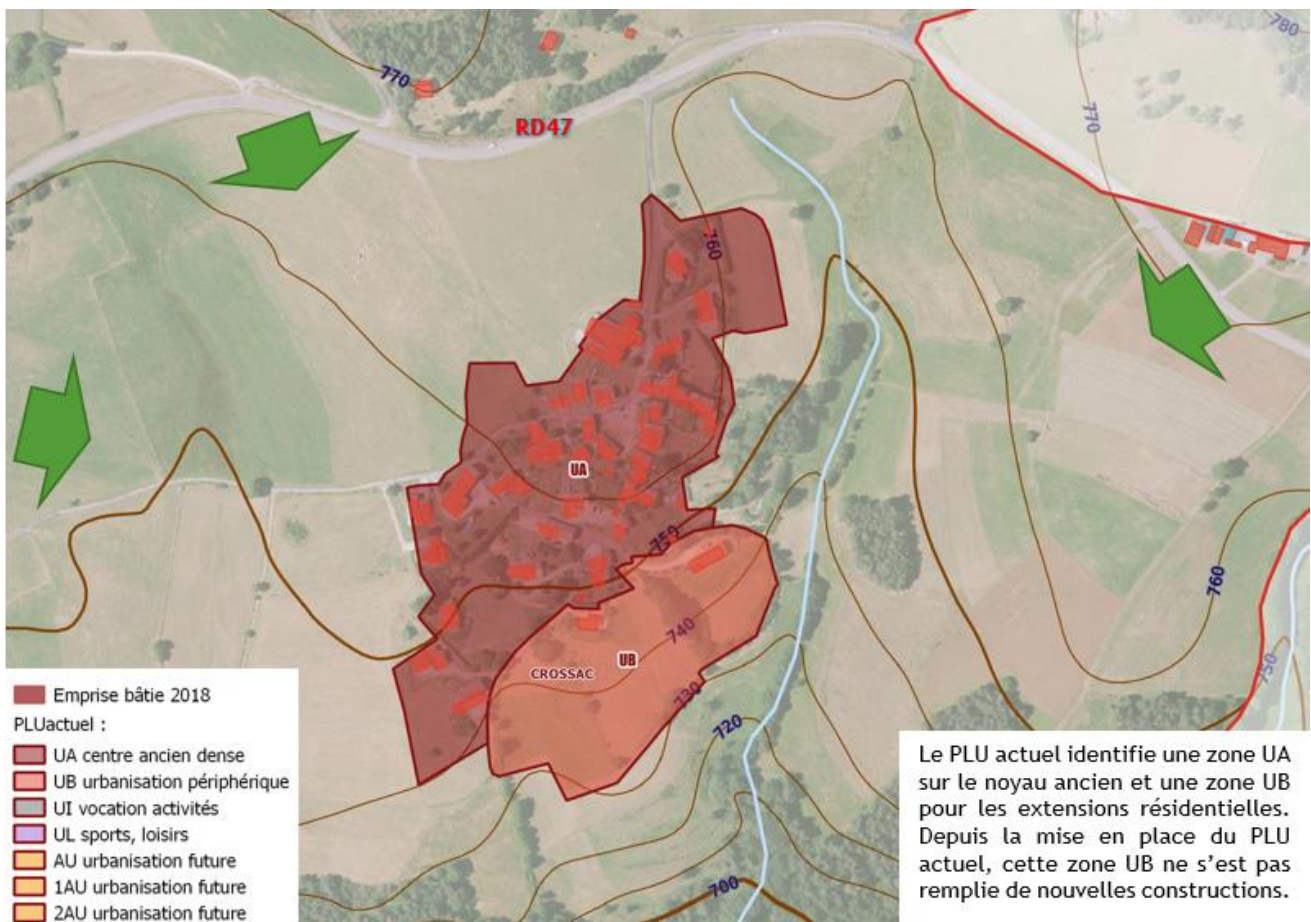 780
770
RD47
770
760
UA
750
760
740
UB
CROSSAC
730
750
720
700
Emprise bâtie 2018
PLUactuel :
UA centre ancien dense
UB urbanisation périphérique
UI vocation activités
UL sports, loisirs
AU urbanisation future
1AU urbanisation future
2AU urbanisation future
Le PLU actuel identifie une zone UA
sur le noyau ancien et une zone UB
pour les extensions résidentielles.
Depuis la mise en place du PLU
actuel, cette zone UB ne s’est pas
remplie de nouvelles constructions.